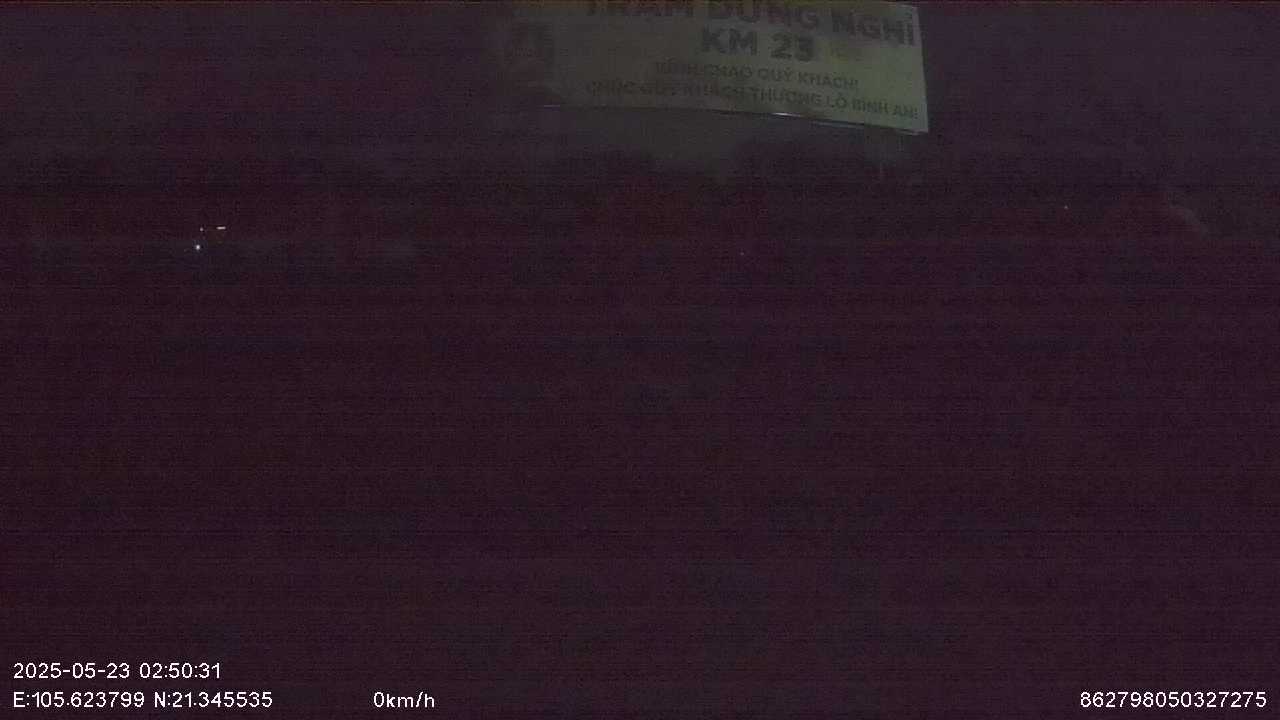 TRẠM DỪNG NGHỈ
KM 23
KÍNH CHÀO QUÝ KHÁCH!
CHÚC QUÝ KHÁCH THƯỢNG LỘ BÌNH AN!
2025-05-23 02:50:31
E:105.623799 N:21.345535 0km/h 862798050327275